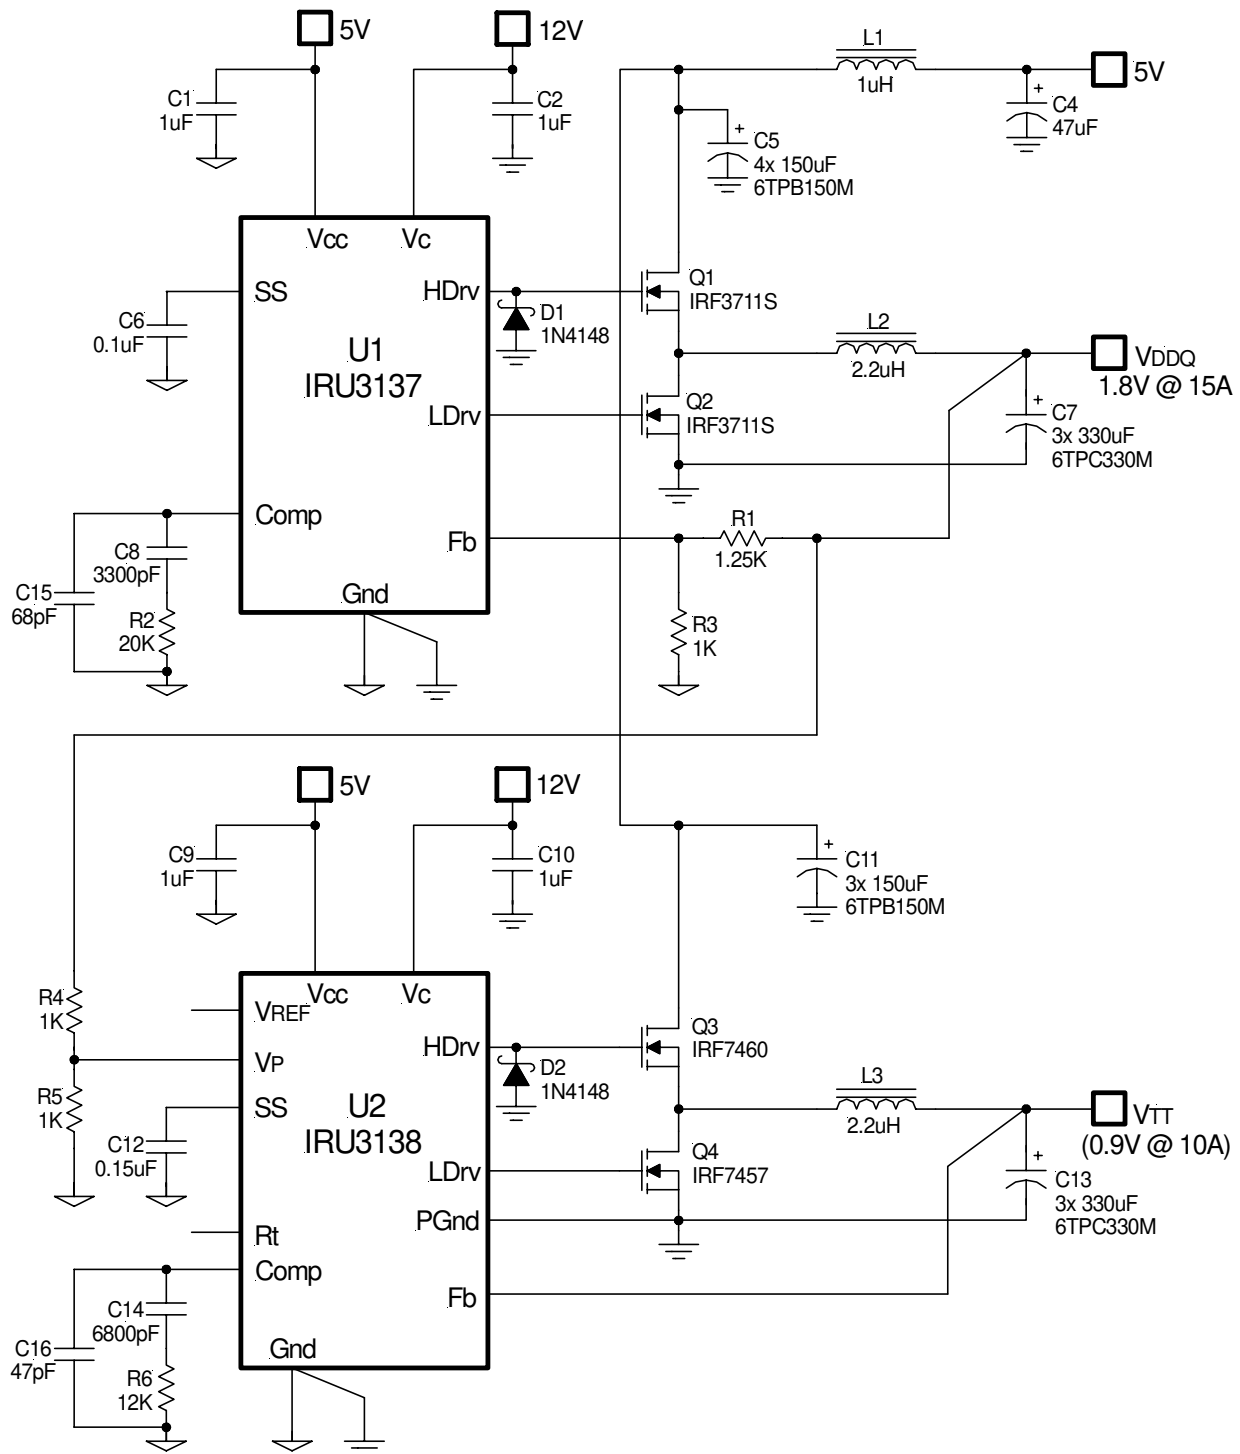 5V
12V
L1
1uH
5V
C1
1uF
C2
1uF
+
C4
47uF
+
C5
4x 150uF
6TPB150M
Vcc
Vc
SS
HDrv
Q1
IRF3711S
C6
0.1uF
D1
1N4148
U1
IRU3137
L2
2.2uH
VDDQ
1.8V @ 15A
LDrv
Q2
IRF3711S
+
C7
3x 330uF
6TPC330M
Comp
Fb
R1
1.25K
C8
3300pF
C15
68pF
R2
20K
Gnd
R3
1K
5V
12V
C9
1uF
C10
1uF
+
C11
3x 150uF
6TPB150M
R4
1K
Vcc
Vc
VREF
HDrv
Q3
IRF7460
VP
D2
1N4148
R5
1K
SS
U2
IRU3138
L3
2.2uH
VTT
(0.9V @ 10A)
C12
0.15uF
LDrv
Q4
IRF7457
+
C13
3x 330uF
6TPC330M
PGnd
Rt
Comp
Fb
C14
6800pF
C16
47pF
R6
12K
Gnd